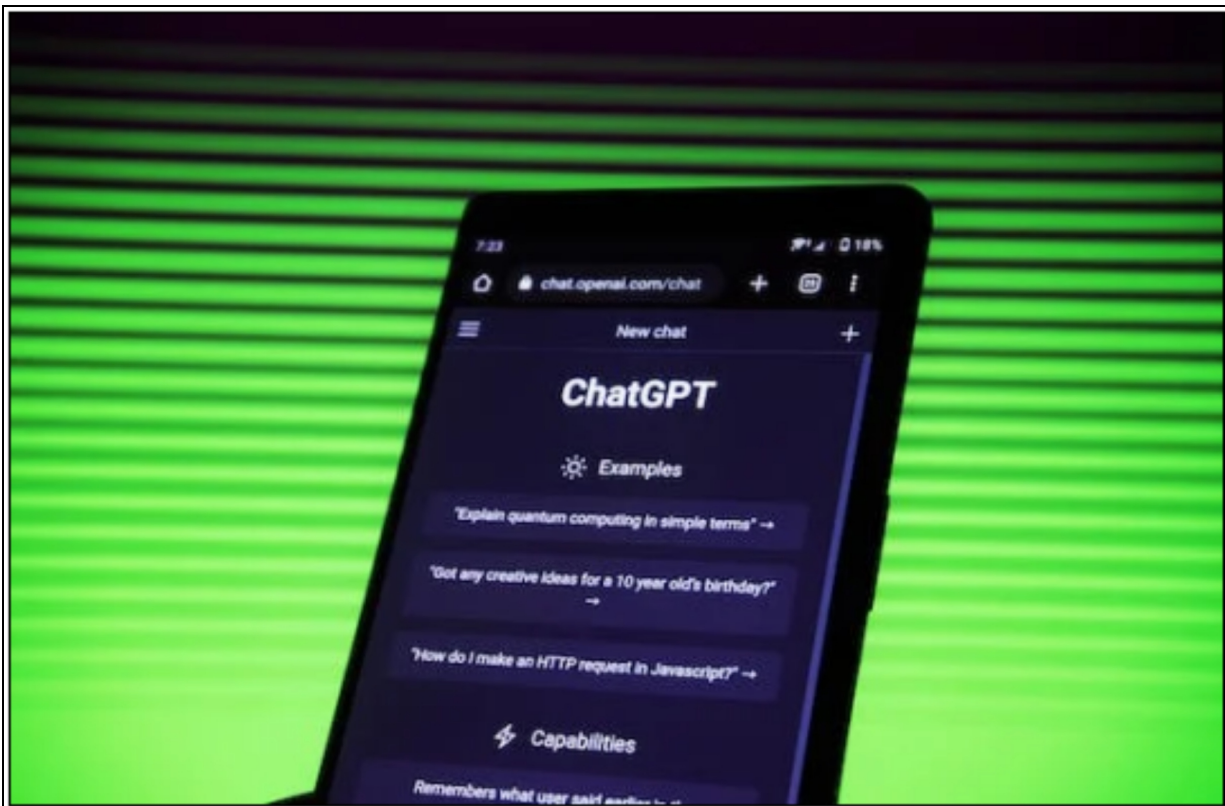 7:23
18%
chat.openai.com/chat
New chat
ChatGPT
Examples
"Explain quantum computing in simple terms" →
"Got any creative ideas for a 10 year old's birthday?"
→
"How do I make an HTTP request in Javascript?" →
Capabilities
Remembers what user said earlier in